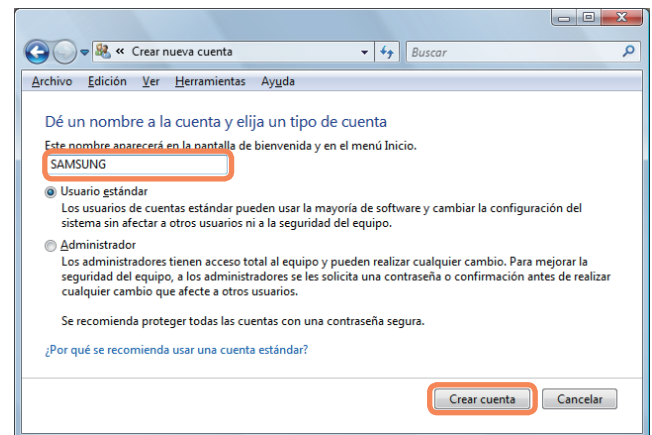 « Crear nueva cuenta
Buscar
Archivo Edición Ver Herramientas Ayuda
Dé un nombre a la cuenta y elija un tipo de cuenta
Este nombre aparecerá en la pantalla de bienvenida y en el menú Inicio.
SAMSUNG
Usuario estándar
Los usuarios de cuentas estándar pueden usar la mayoría de software y cambiar la configuración del
sistema sin afectar a otros usuarios ni a la seguridad del equipo.
Administrador
Los administradores tienen acceso total al equipo y pueden realizar cualquier cambio. Para mejorar la
seguridad del equipo, a los administradores se les solicita una contraseña o confirmación antes de realizar
cualquier cambio que afecte a otros usuarios.
Se recomienda proteger todas las cuentas con una contraseña segura.
¿Por qué se recomienda usar una cuenta estándar?
Crear cuenta Cancelar